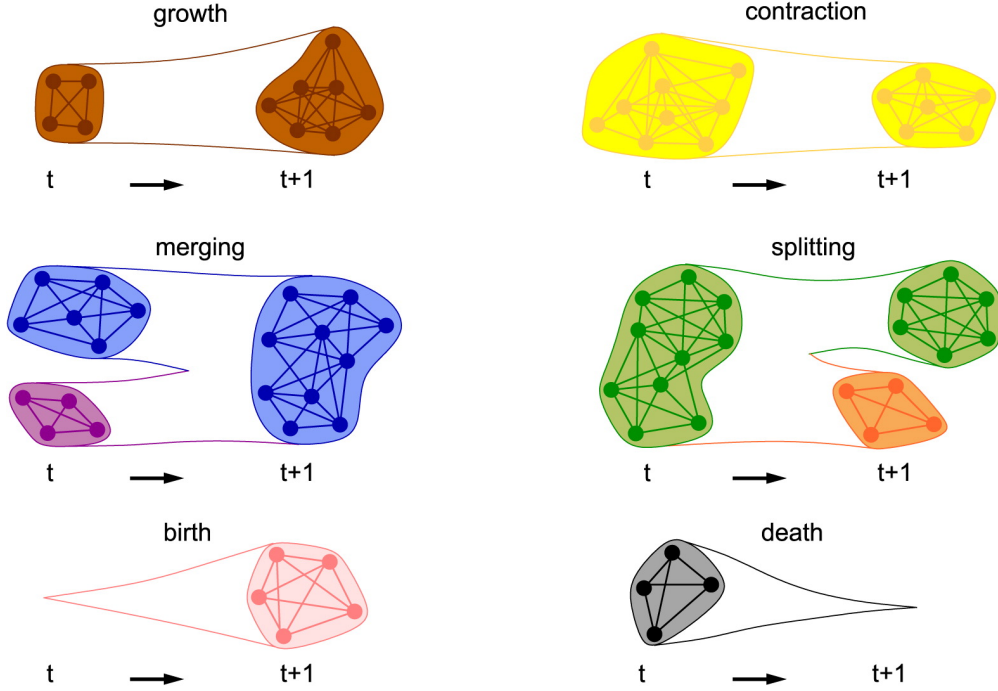 growth
contraction
t
t+1
t
t+1
merging
splitting
t
t+1
t
t+1
birth
death
t
t+1
t
t+1